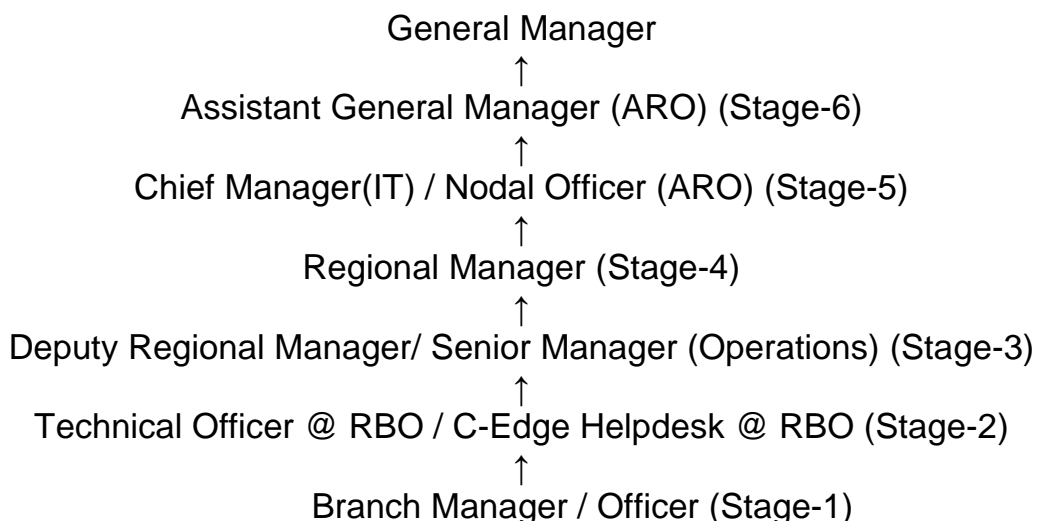 General Manager
↑
Assistant General Manager (ARO) (Stage-6)
↑
Chief Manager(IT) / Nodal Officer (ARO) (Stage-5)
↑
Regional Manager (Stage-4)
↑
Deputy Regional Manager/ Senior Manager (Operations) (Stage-3)
↑
Technical Officer @ RBO / C-Edge Helpdesk @ RBO (Stage-2)
↑
Branch Manager / Officer (Stage-1)